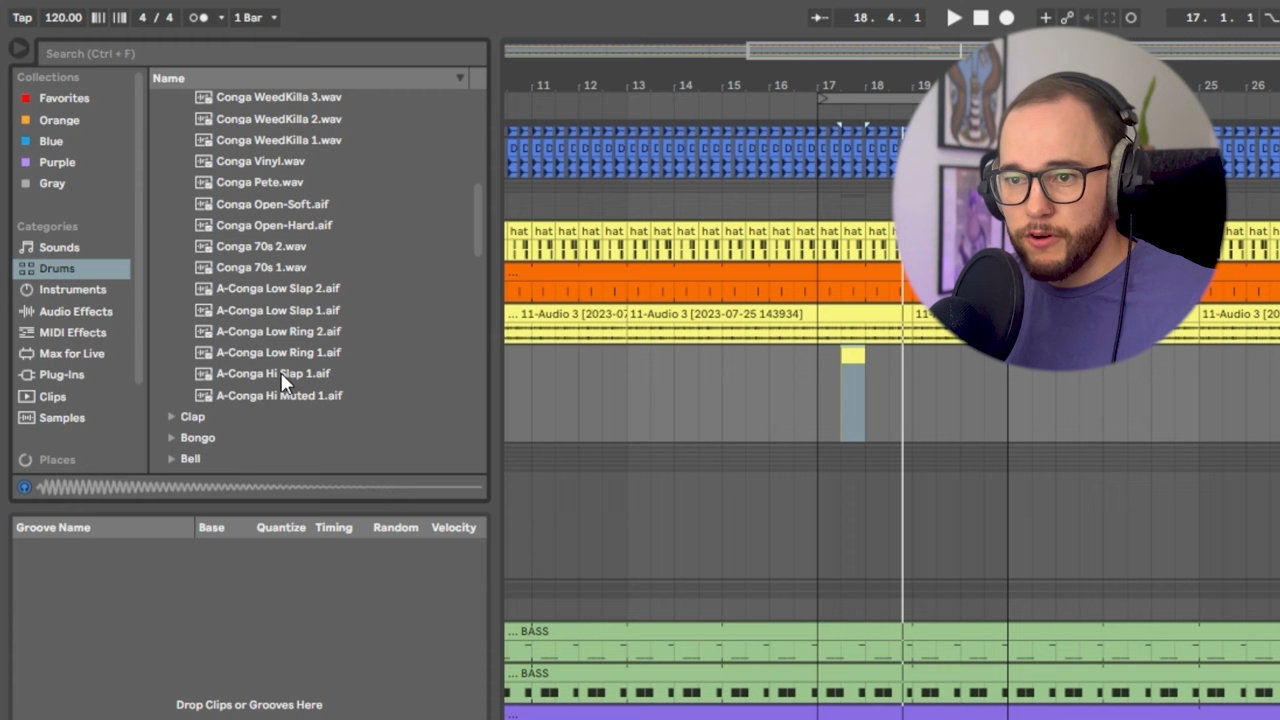 Tap 120.00 4 / 4 1 Bar 18. 4. 1 17. 1. 1
Search (Ctrl + F)
Collections
Favorites
Orange
Blue
Purple
Gray
Categories
Sounds
Drums
Instruments
Audio Effects
MIDI Effects
Max for Live
Plug-Ins
Clips
Samples
Places
Name
Conga WeedKilla 3.wav
Conga WeedKilla 2.wav
Conga WeedKilla 1.wav
Conga Vinyl.wav
Conga Pete.wav
Conga Open-Soft.aif
Conga Open-Hard.aif
Conga 70s 2.wav
Conga 70s 1.wav
A-Conga Low Slap 2.aif
A-Conga Low Slap 1.aif
A-Conga Low Ring 2.aif
A-Conga Low Ring 1.aif
A-Conga Hi Slap 1.aif
A-Conga Hi Muted 1.aif
Clap
Bongo
Bell
Groove Name Base Quantize Timing Random Velocity
Drop Clips or Grooves Here
11 12 13 14 15 16 17 18 19 25 26
hat hat hat hat hat hat hat hat hat hat hat hat hat hat hat hat hat hat
...
... 11-Audio 3 [2023-07 11-Audio 3 [2023-07-25 143934] 11- 11-Audio 3 [20
... BASS
... BASS
...